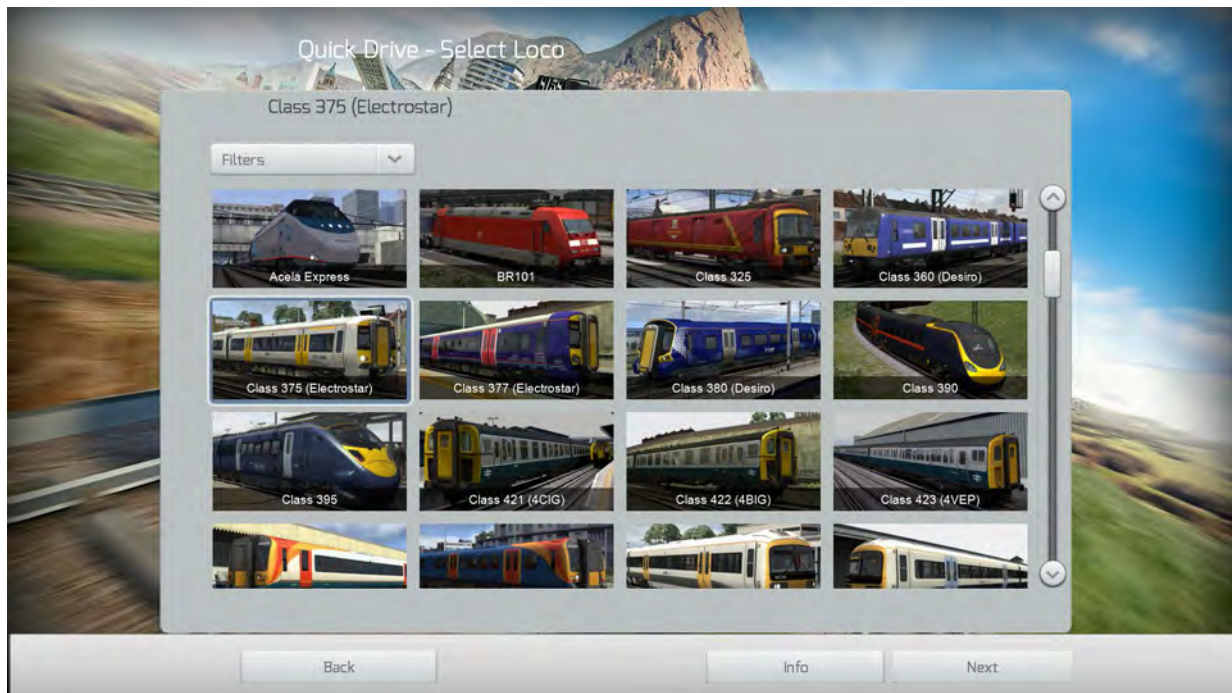 Quick Drive - Select Loco
Class 375 (Electrostar)
Filters
Acela Express
BR101
Class 325
Class 360 (Desiro)
Class 375 (Electrostar)
Class 377 (Electrostar)
Class 380 (Desiro)
Class 390
Class 395
Class 421 (4CIG)
Class 422 (4BIG)
Class 423 (4VEP)
Back
Info
Next